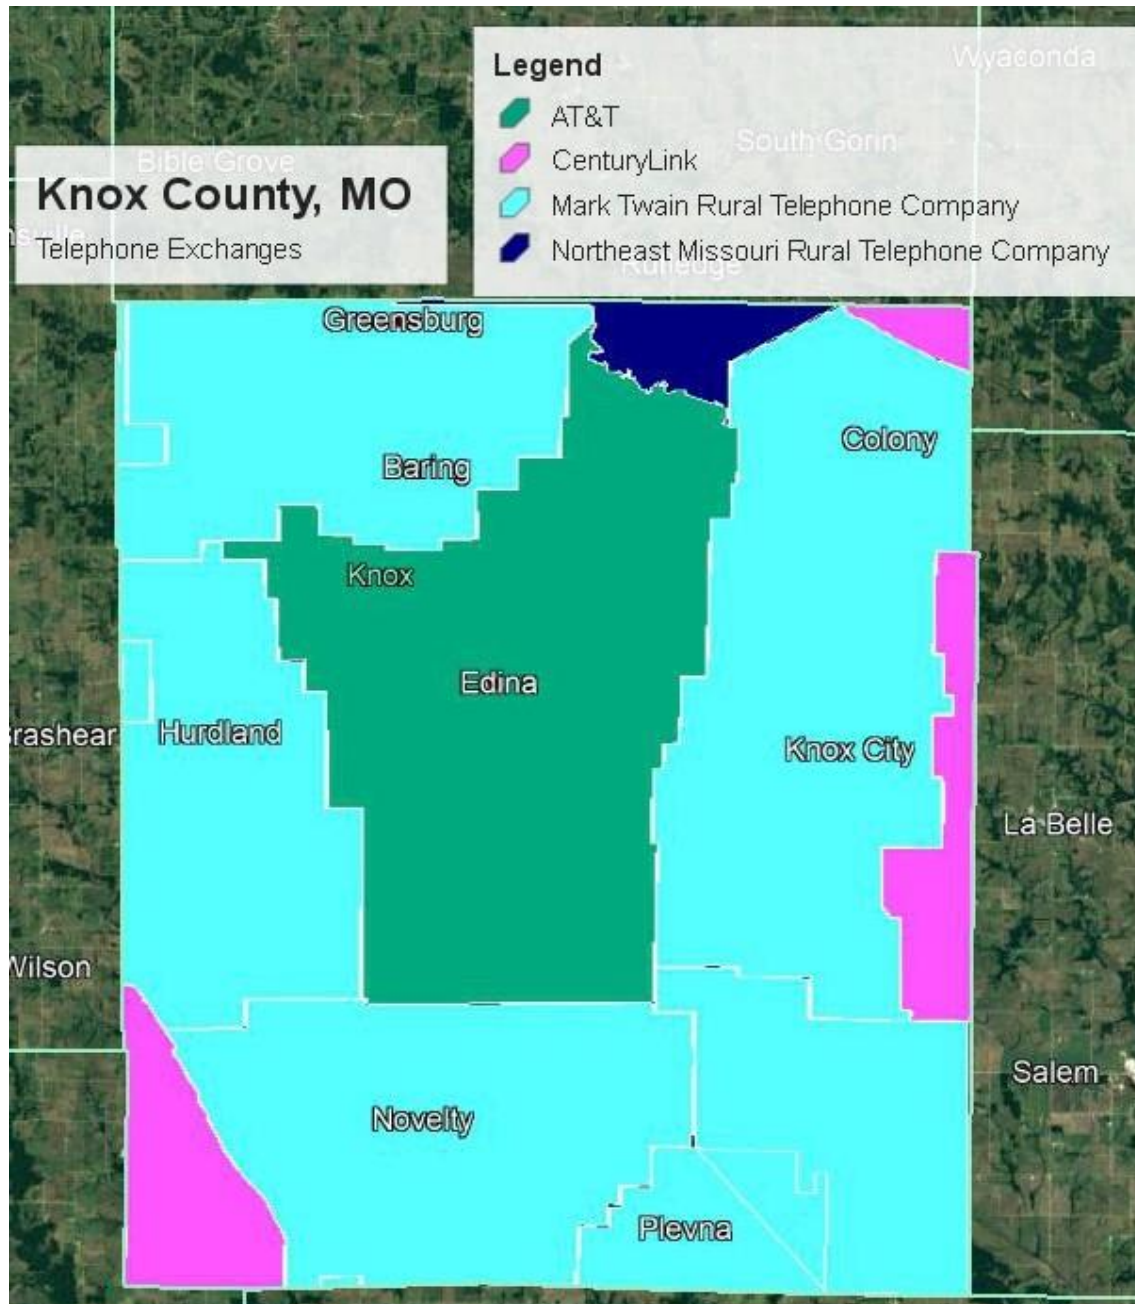 Wyaconda
Legend
AT&T
South Gorin
CenturyLink
Bible Grove
Knox County, MO
Mark Twain Rural Telephone Company
Telephone Exchanges
Northeast Missouri Rural Telephone Company
Rutledge
Greensburg
Colony
Baring
Knox
Edina
Hurdland
Knox City
La Belle
Salem
Novelty
Plevna